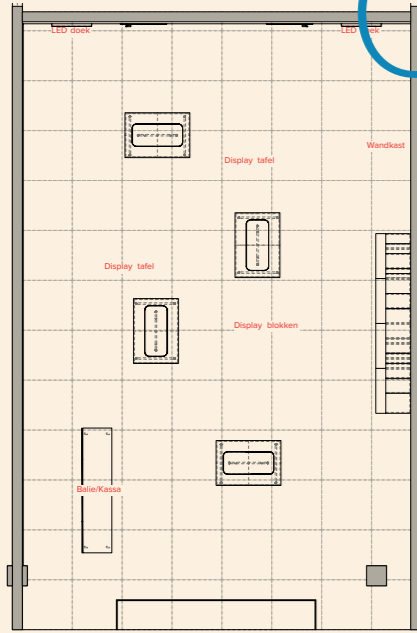 LED doek
LED doek
Wandkast
Display tafel
Display tafel
Display blokken
Balie/Kassa